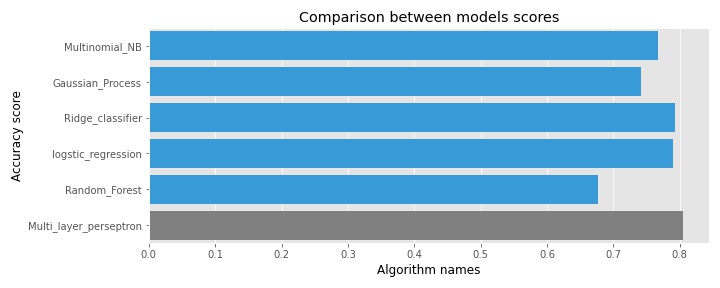 Comparison between models scores
Accuracy score
Multinomial_NB
Gaussian_Process
Ridge_classifier
logstic_regression
Random_Forest
Multi_layer_perseptron
0.0 0.1 0.2 0.3 0.4 0.5 0.6 0.7 0.8
Algorithm names